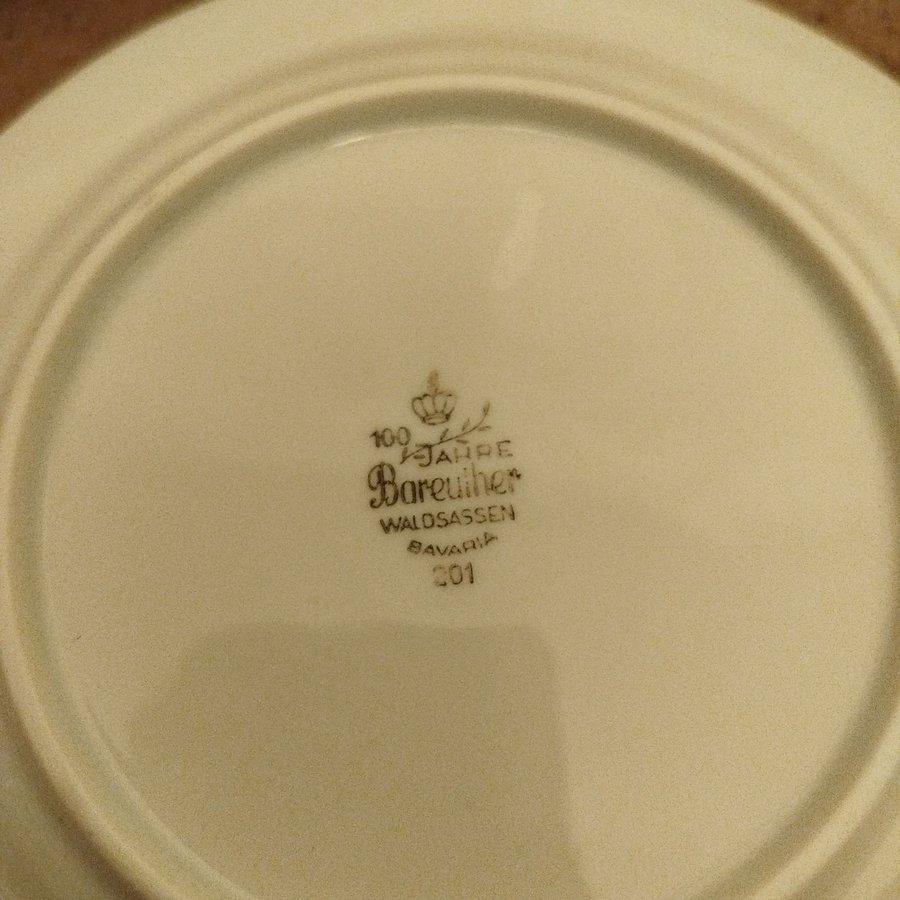 100
JAHRE
Bareuther
WALDSASSEN
BAVARIA
201